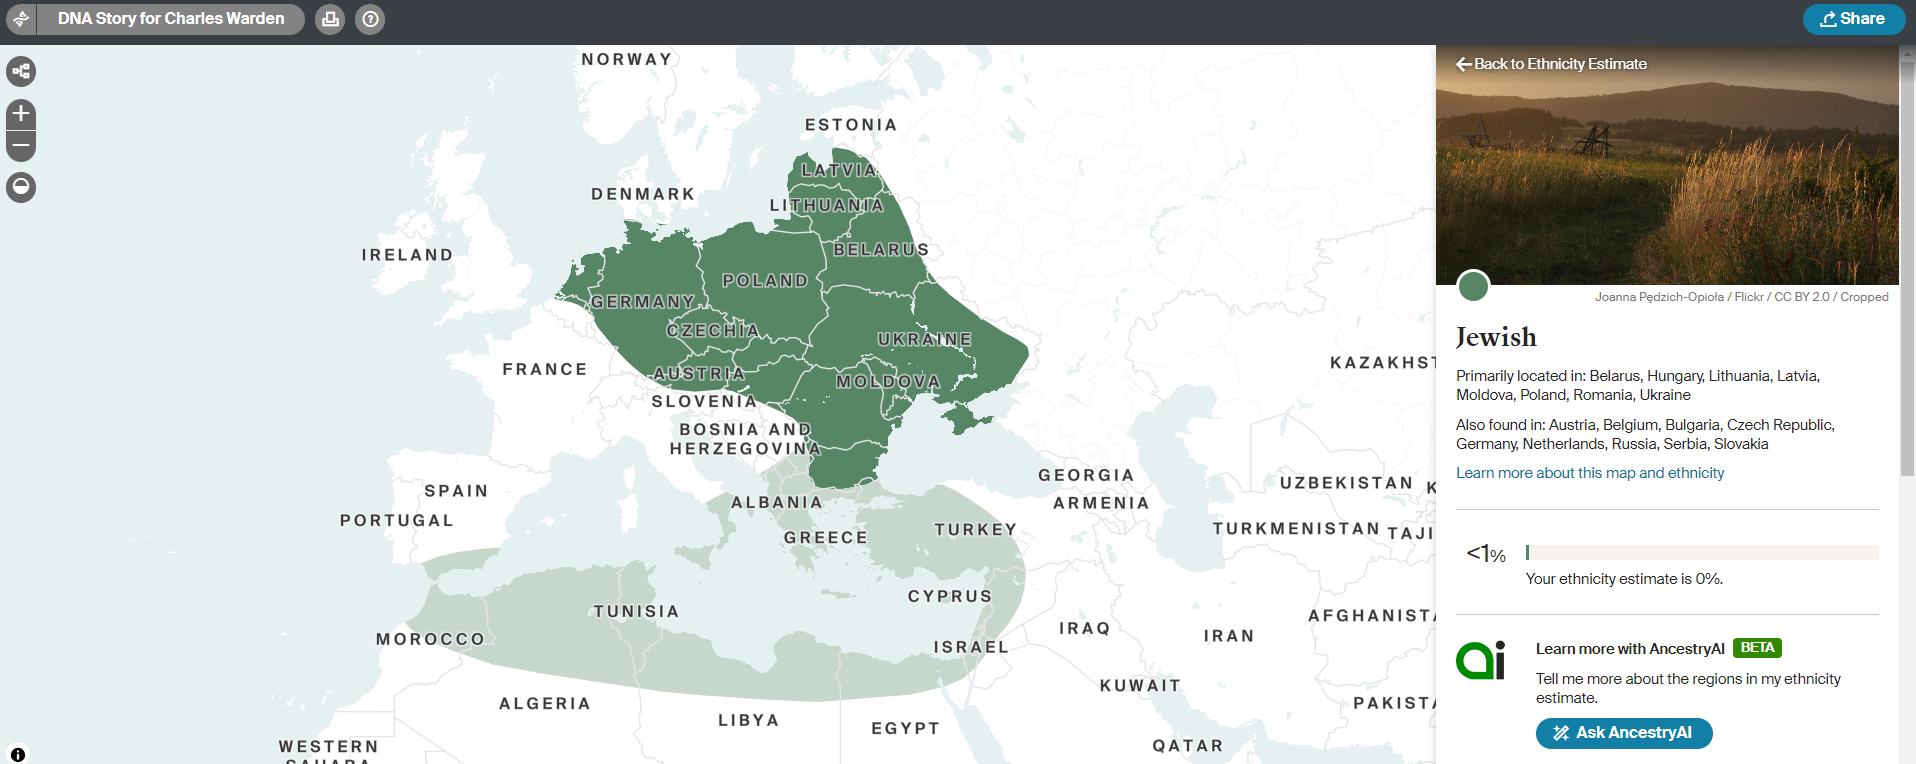 DNA Story for Charles Warden
Share
NORWAY
ESTONIA
LATVIA
DENMARK
LITHUANIA
IRELAND
BELARUS
POLAND
GERMANY
CZECHIA
UKRAINE
FRANCE
KAZAKHST
AUSTRIA
MOLDOVA
SLOVENIA
BOSNIA AND
HERZEGOVINA
GEORGIA
UZBEKISTAN
K
SPAIN
ALBANIA
ARMENIA
PORTUGAL
TURKEY
TURKMENISTAN
TAJI
GREECE
CYPRUS
TUNISIA
AFGHANISTA
IRAQ
IRAN
MOROCCO
ISRAEL
KUWAIT
ALGERIA
PAKISTA
LIBYA
EGYPT
WESTERN
SAHARA
QATAR
Back to Ethnicity Estimate
Joanna Pędzich-Opioła / Flickr / CC BY 2.0 / Cropped
Jewish
Primarily located in: Belarus, Hungary, Lithuania, Latvia,
Moldova, Poland, Romania, Ukraine
Also found in: Austria, Belgium, Bulgaria, Czech Republic,
Germany, Netherlands, Russia, Serbia, Slovakia
Learn more about this map and ethnicity
<1%
Your ethnicity estimate is 0%.
ai
Learn more with AncestryAI BETA
Tell me more about the regions in my ethnicity
estimate.
Ask AncestryAI